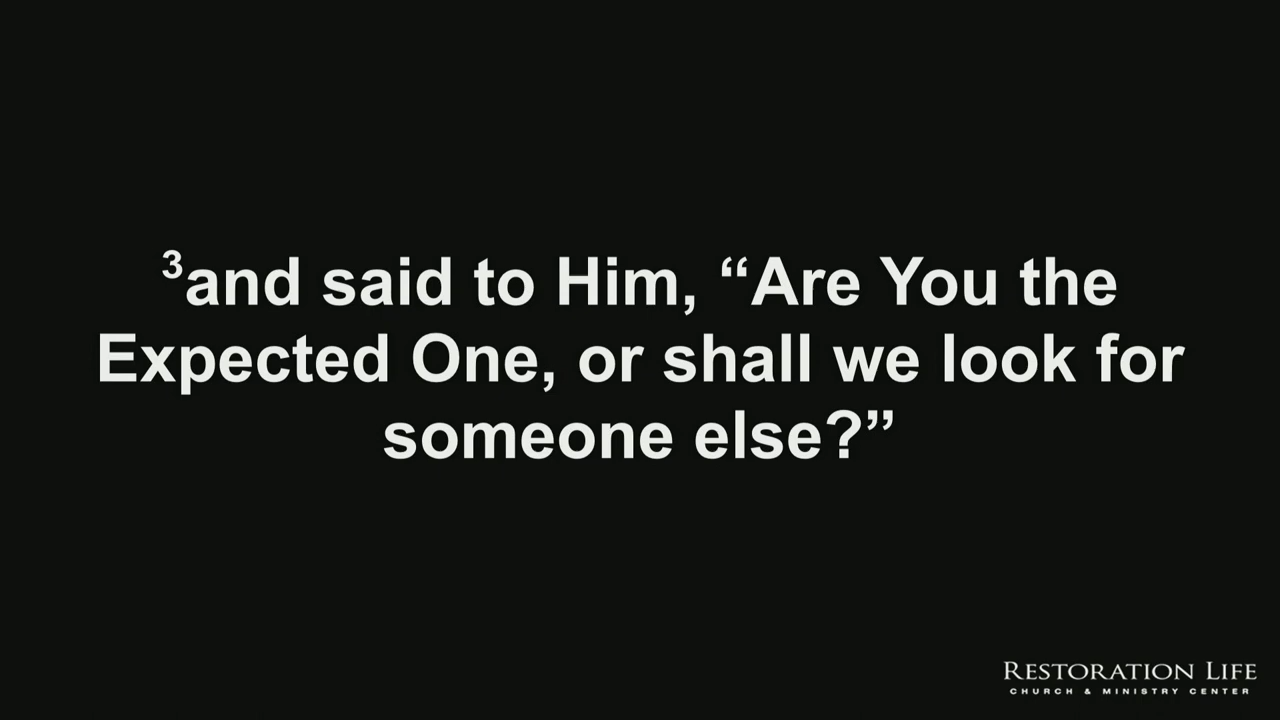 ³and said to Him, “Are You the
Expected One, or shall we look for
someone else?”
RESTORATION LIFE
CHURCH & MINISTRY CENTER